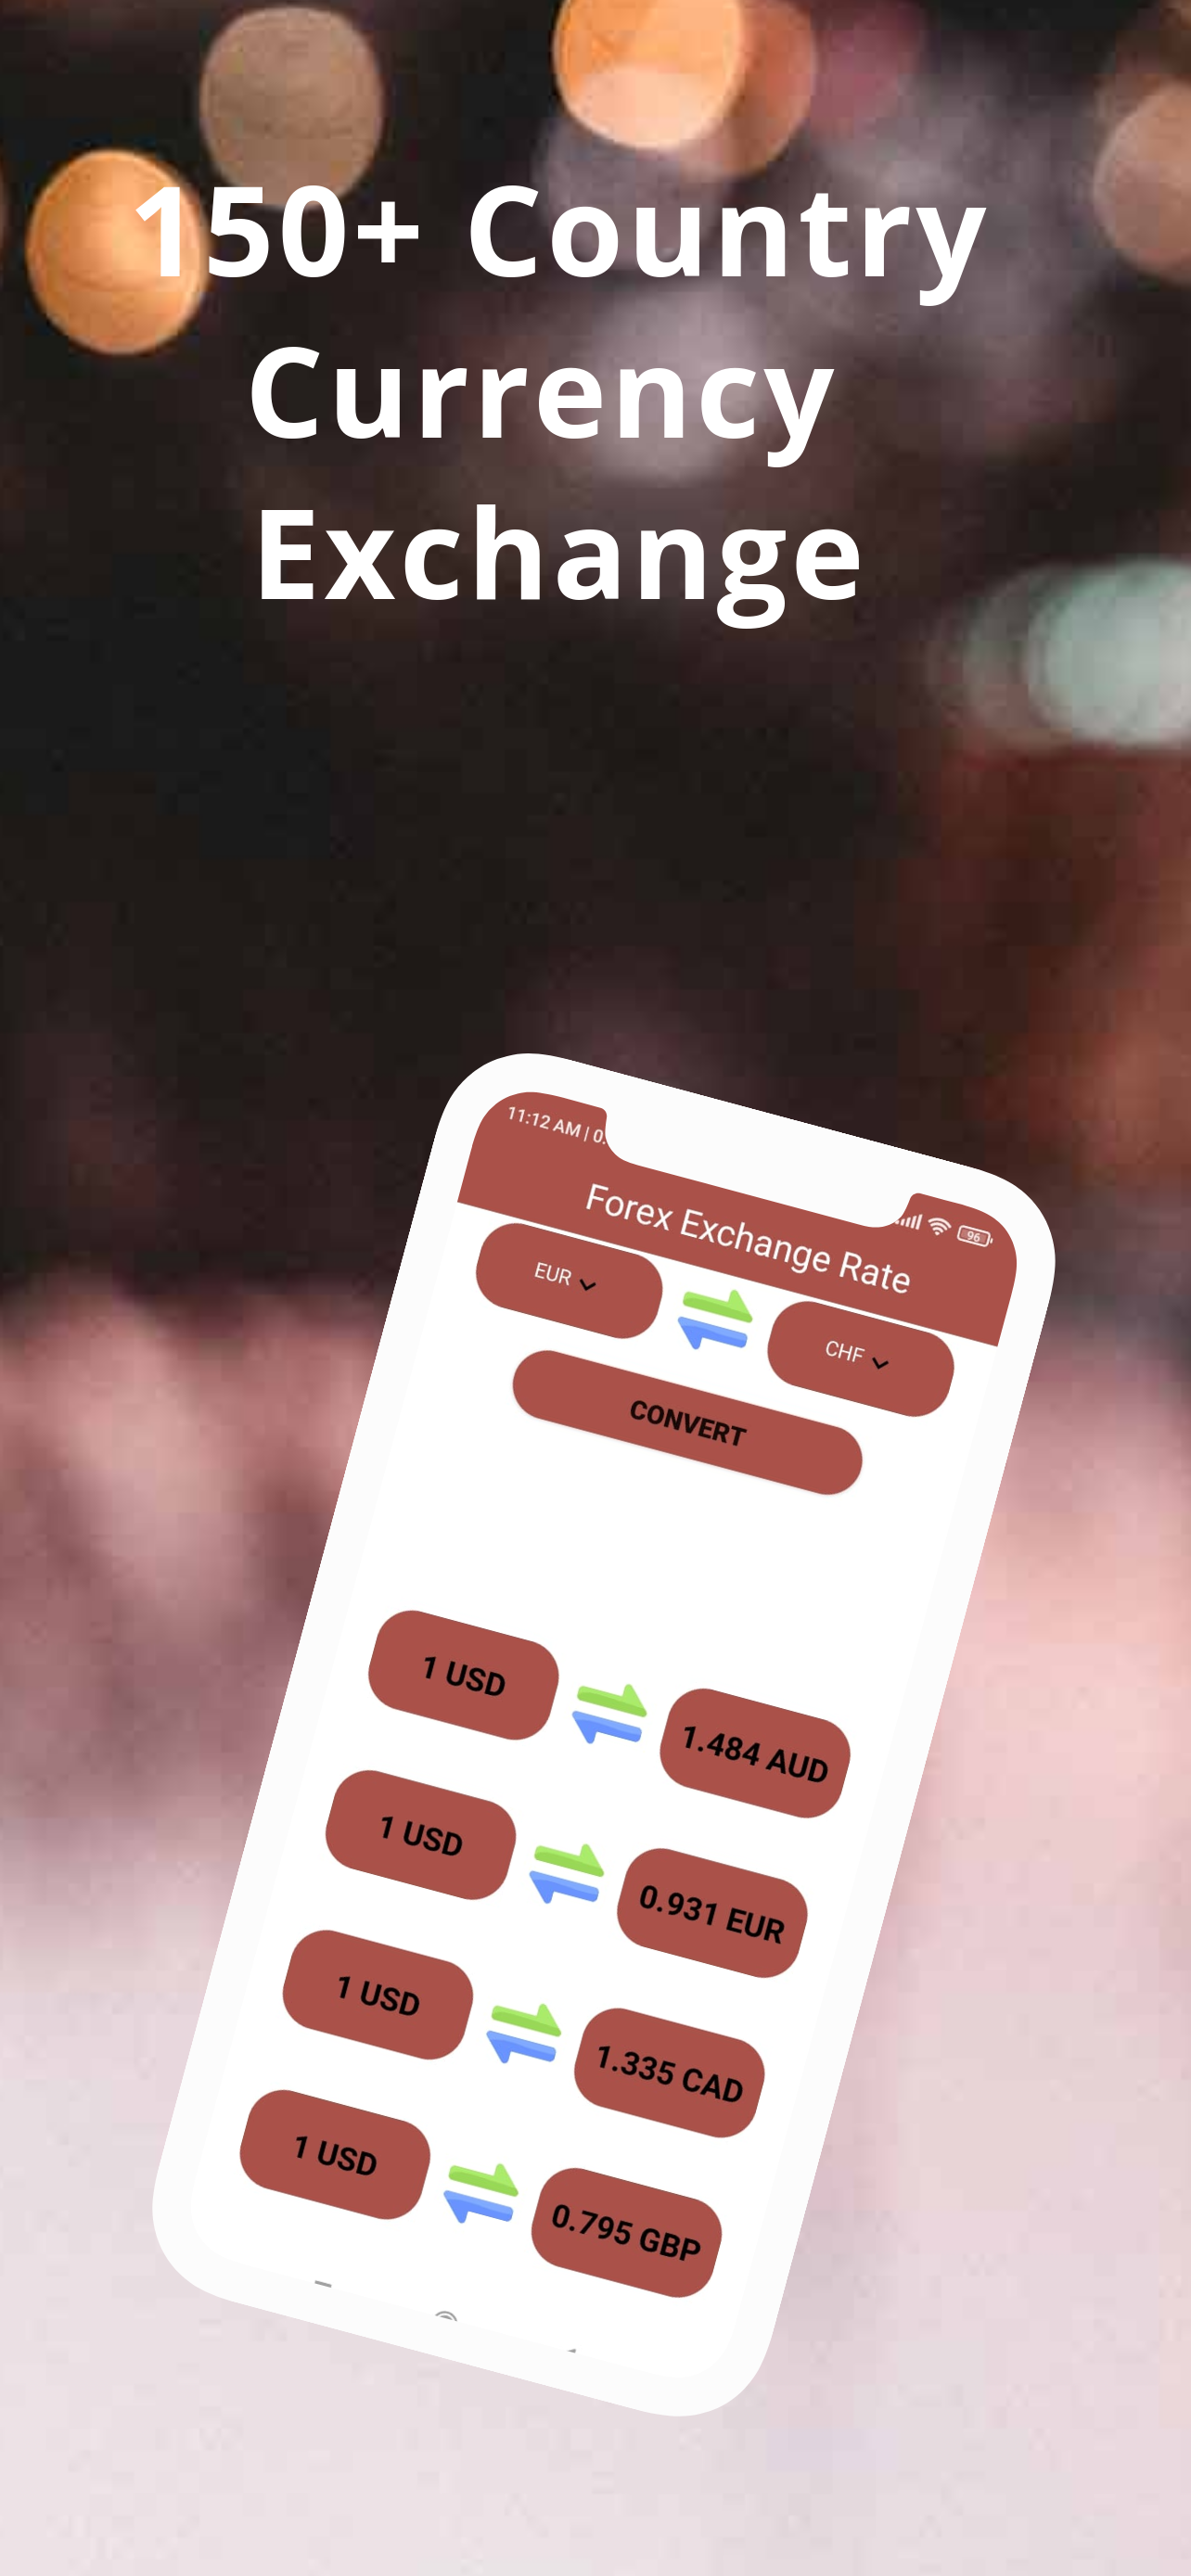 150+ Country
Currency
Exchange
11:12 AM | 0.
96
Forex Exchange Rate
EUR
CHF
CONVERT
1 USD
1.484 AUD
1 USD
0.931 EUR
1 USD
1.335 CAD
1 USD
0.795 GBP